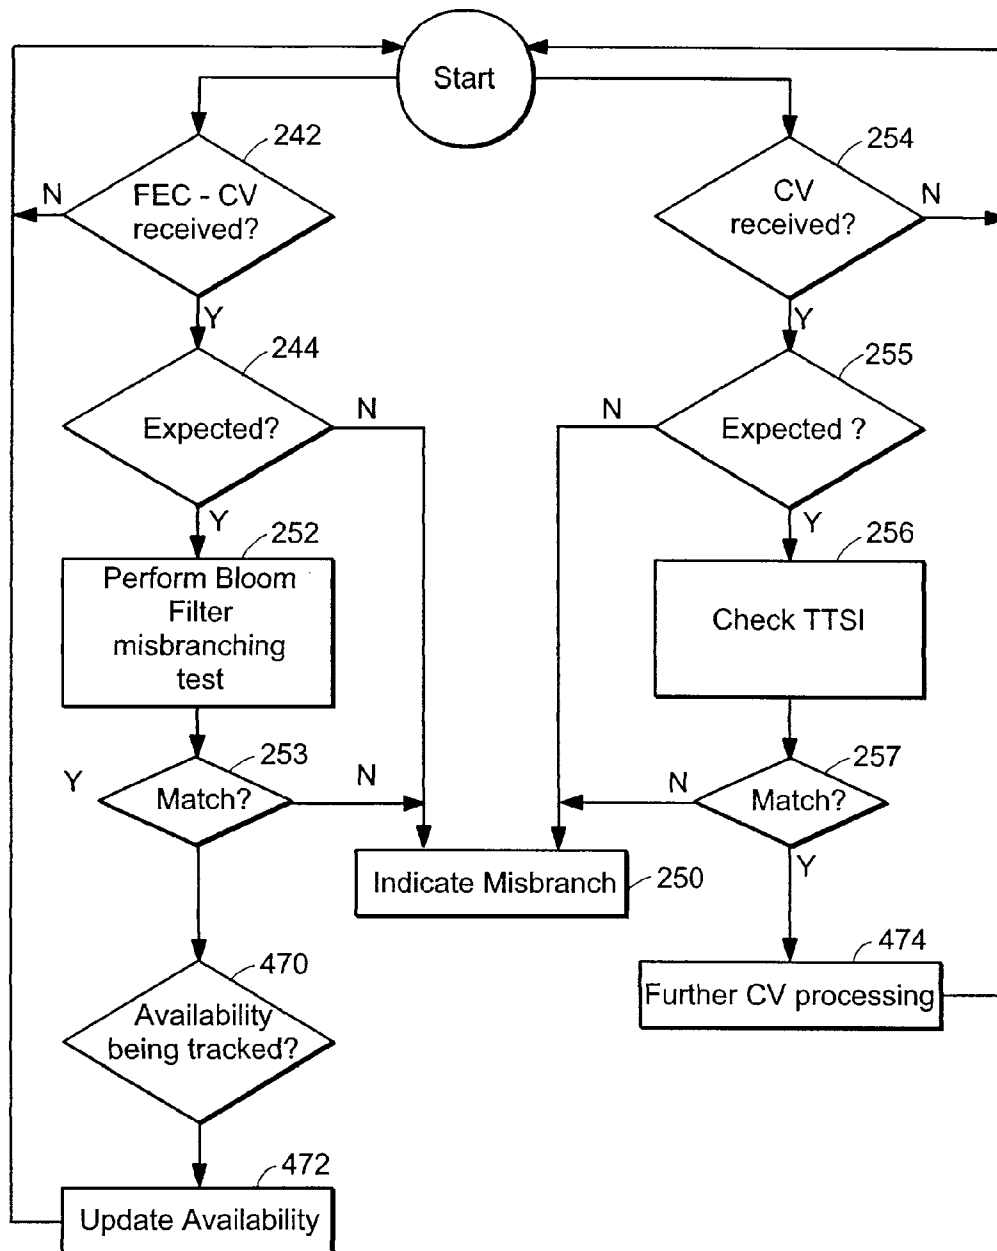 Start
242
FEC - CV
received?
N
Y
244
Expected?
N
Y
252
Perform Bloom
Filter
misbranching
test
253
Y
Match?
N
470
Availability
being tracked?
472
Update Availability
254
CV
received?
N
Y
255
N
Expected ?
Y
256
Check TTSI
257
N
Match?
Y
Indicate Misbranch
250
474
Further CV processing